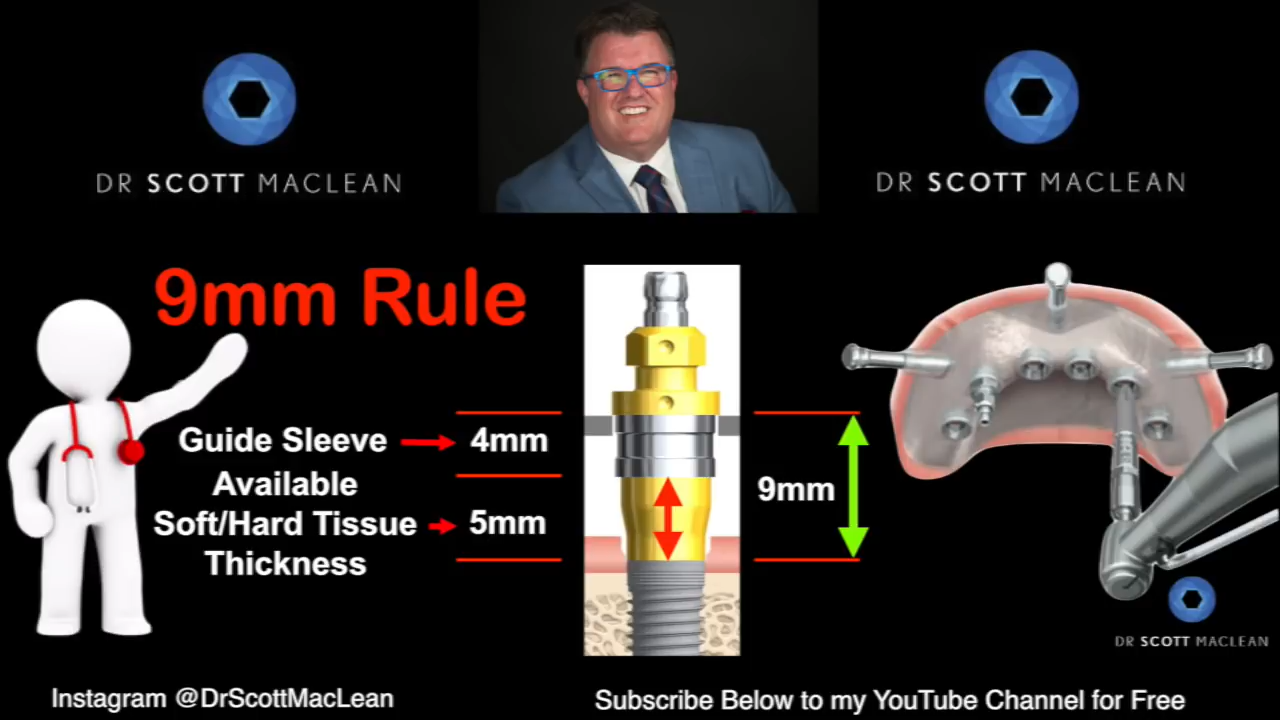 DR SCOTT MACLEAN
DR SCOTT MACLEAN
9mm Rule
Guide Sleeve
4mm
Available
Soft/Hard Tissue
5mm
Thickness
9mm
DR SCOTT MACLEAN
Instagram @DrScottMacLean
Subscribe Below to my YouTube Channel for Free